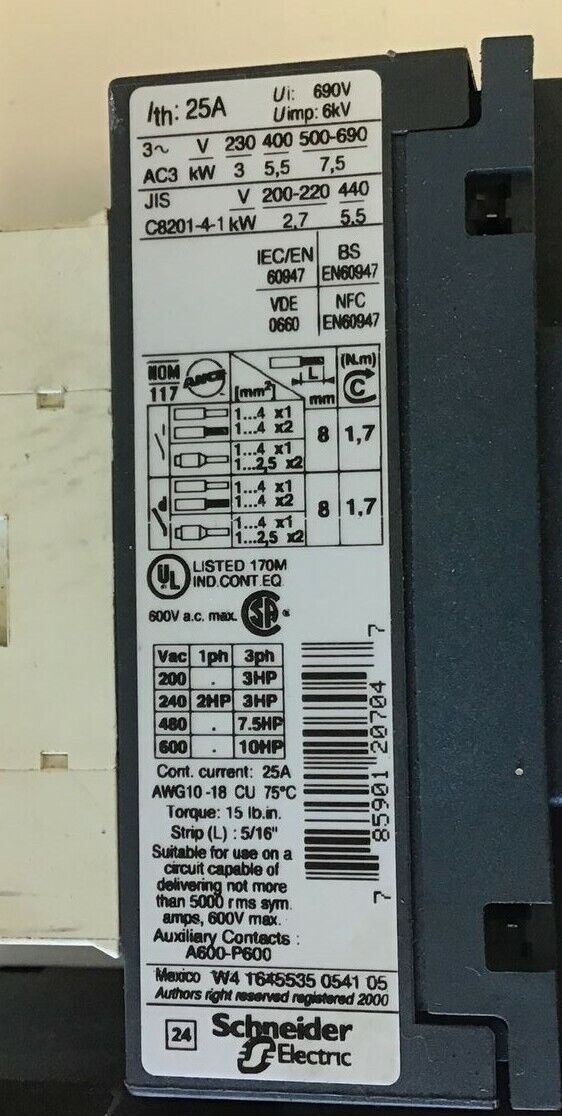 Ith: 25A Ui: 690V
Uimp: 6kV
3~ V 230 400 500-690
AC3 kW 3 5,5 7,5
JIS V 200-220 440
C8201-4-1 kW 2,7 5,5
IEC/EN BS
60947 EN60947
VDE NFC
0660 EN60947
NOM ANCE [mm²] L (N.m)
117 mm C
1...4 x1
1...4 x2
8 1,7
1...4 x1
1...2,5 x2
1...4 x1
1...4 x2
8 1,7
1...4 x1
1...2,5 x2
UL LISTED 170M
IND.CONT.EQ
600V a.c. max. SA
Vac 1ph 3ph
200 . 3HP
240 2HP 3HP
480 . 7.5HP
600 . 10HP
Cont. current: 25A
AWG10-18 CU 75°C
Torque: 15 lb.in.
Strip (L) : 5/16"
Suitable for use on a
circuit capable of
delivering not more
than 5000 rms sym.
amps, 600V max.
Auxiliary Contacts :
A600-P600
7 85901 20704 7
Mexico W4 1645535 0541 05
Authors right reserved registered 2000
24 Schneider
Electric